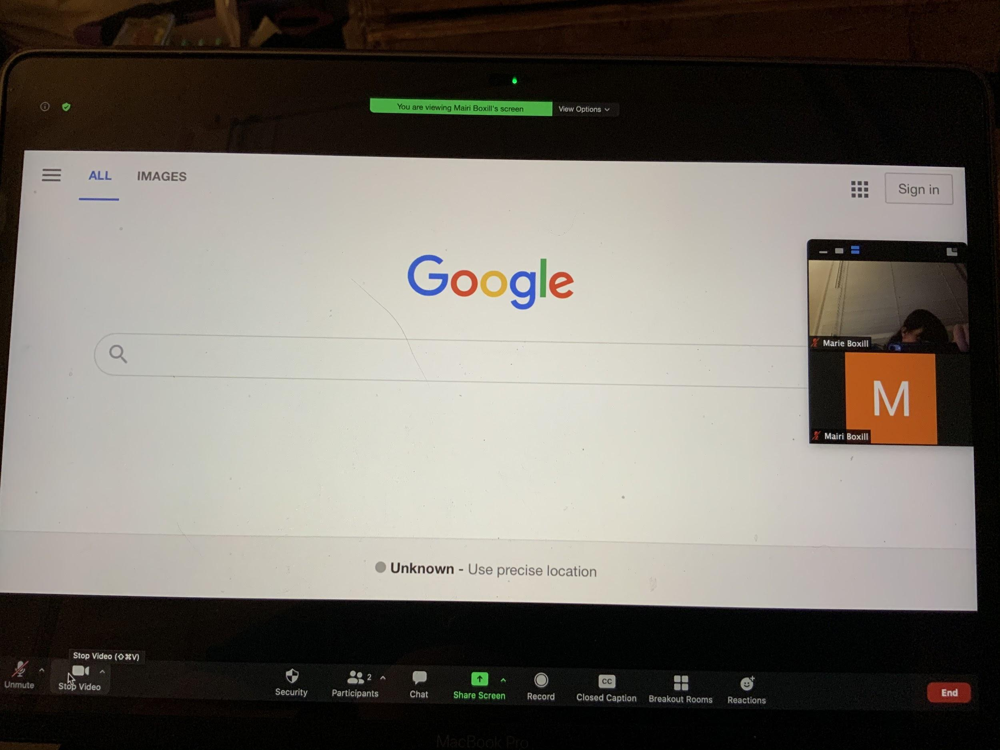 You are viewing Mairi Boxill's screen
View Options
ALL IMAGES
Sign in
Google
Marie Boxill
M
Mairi Boxill
Unknown - Use precise location
Stop Video (⇧⌘V)
Unmute
Stop Video
Security
2
Participants
Chat
Share Screen
Record
CC
Closed Caption
Breakout Rooms
Reactions
End
MacBook Pro